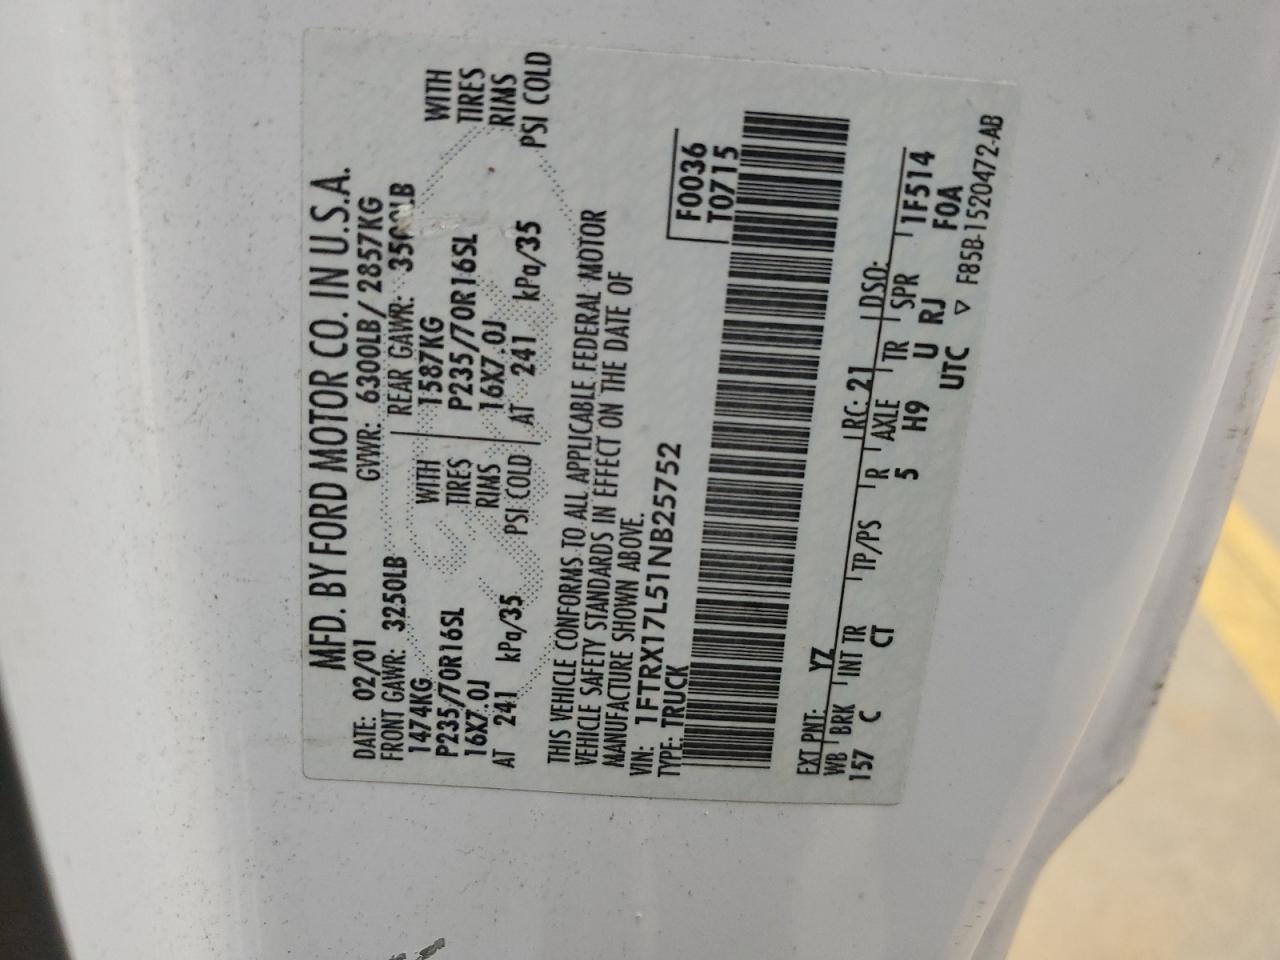 MFD. BY FORD MOTOR CO. IN U.S.A.
DATE: 02/01 GVWR: 6300LB/ 2857KG
FRONT GAWR: 3250LB REAR GAWR: 3500LB
1474KG WITH 1587KG WITH
P235/70R16SL TIRES P235/70R16SL TIRES
16X7.0J RIMS 16X7.0J RIMS
AT 241 kPa/35 PSI COLD AT 241 kPa/35 PSI COLD
THIS VEHICLE CONFORMS TO ALL APPLICABLE FEDERAL MOTOR
VEHICLE SAFETY STANDARDS IN EFFECT ON THE DATE OF
MANUFACTURE SHOWN ABOVE.
VIN: 1FTRX17L51NB25752 F0036
TYPE: TRUCK T0715
EXT PNT: YZ RC: 21 DSO:
WB BRK INT TR TP/PS R AXLE TR SPR 1F514
157 C CT 5 H9 U RJ F0A
UTC ▽ F85B-1520472-AB